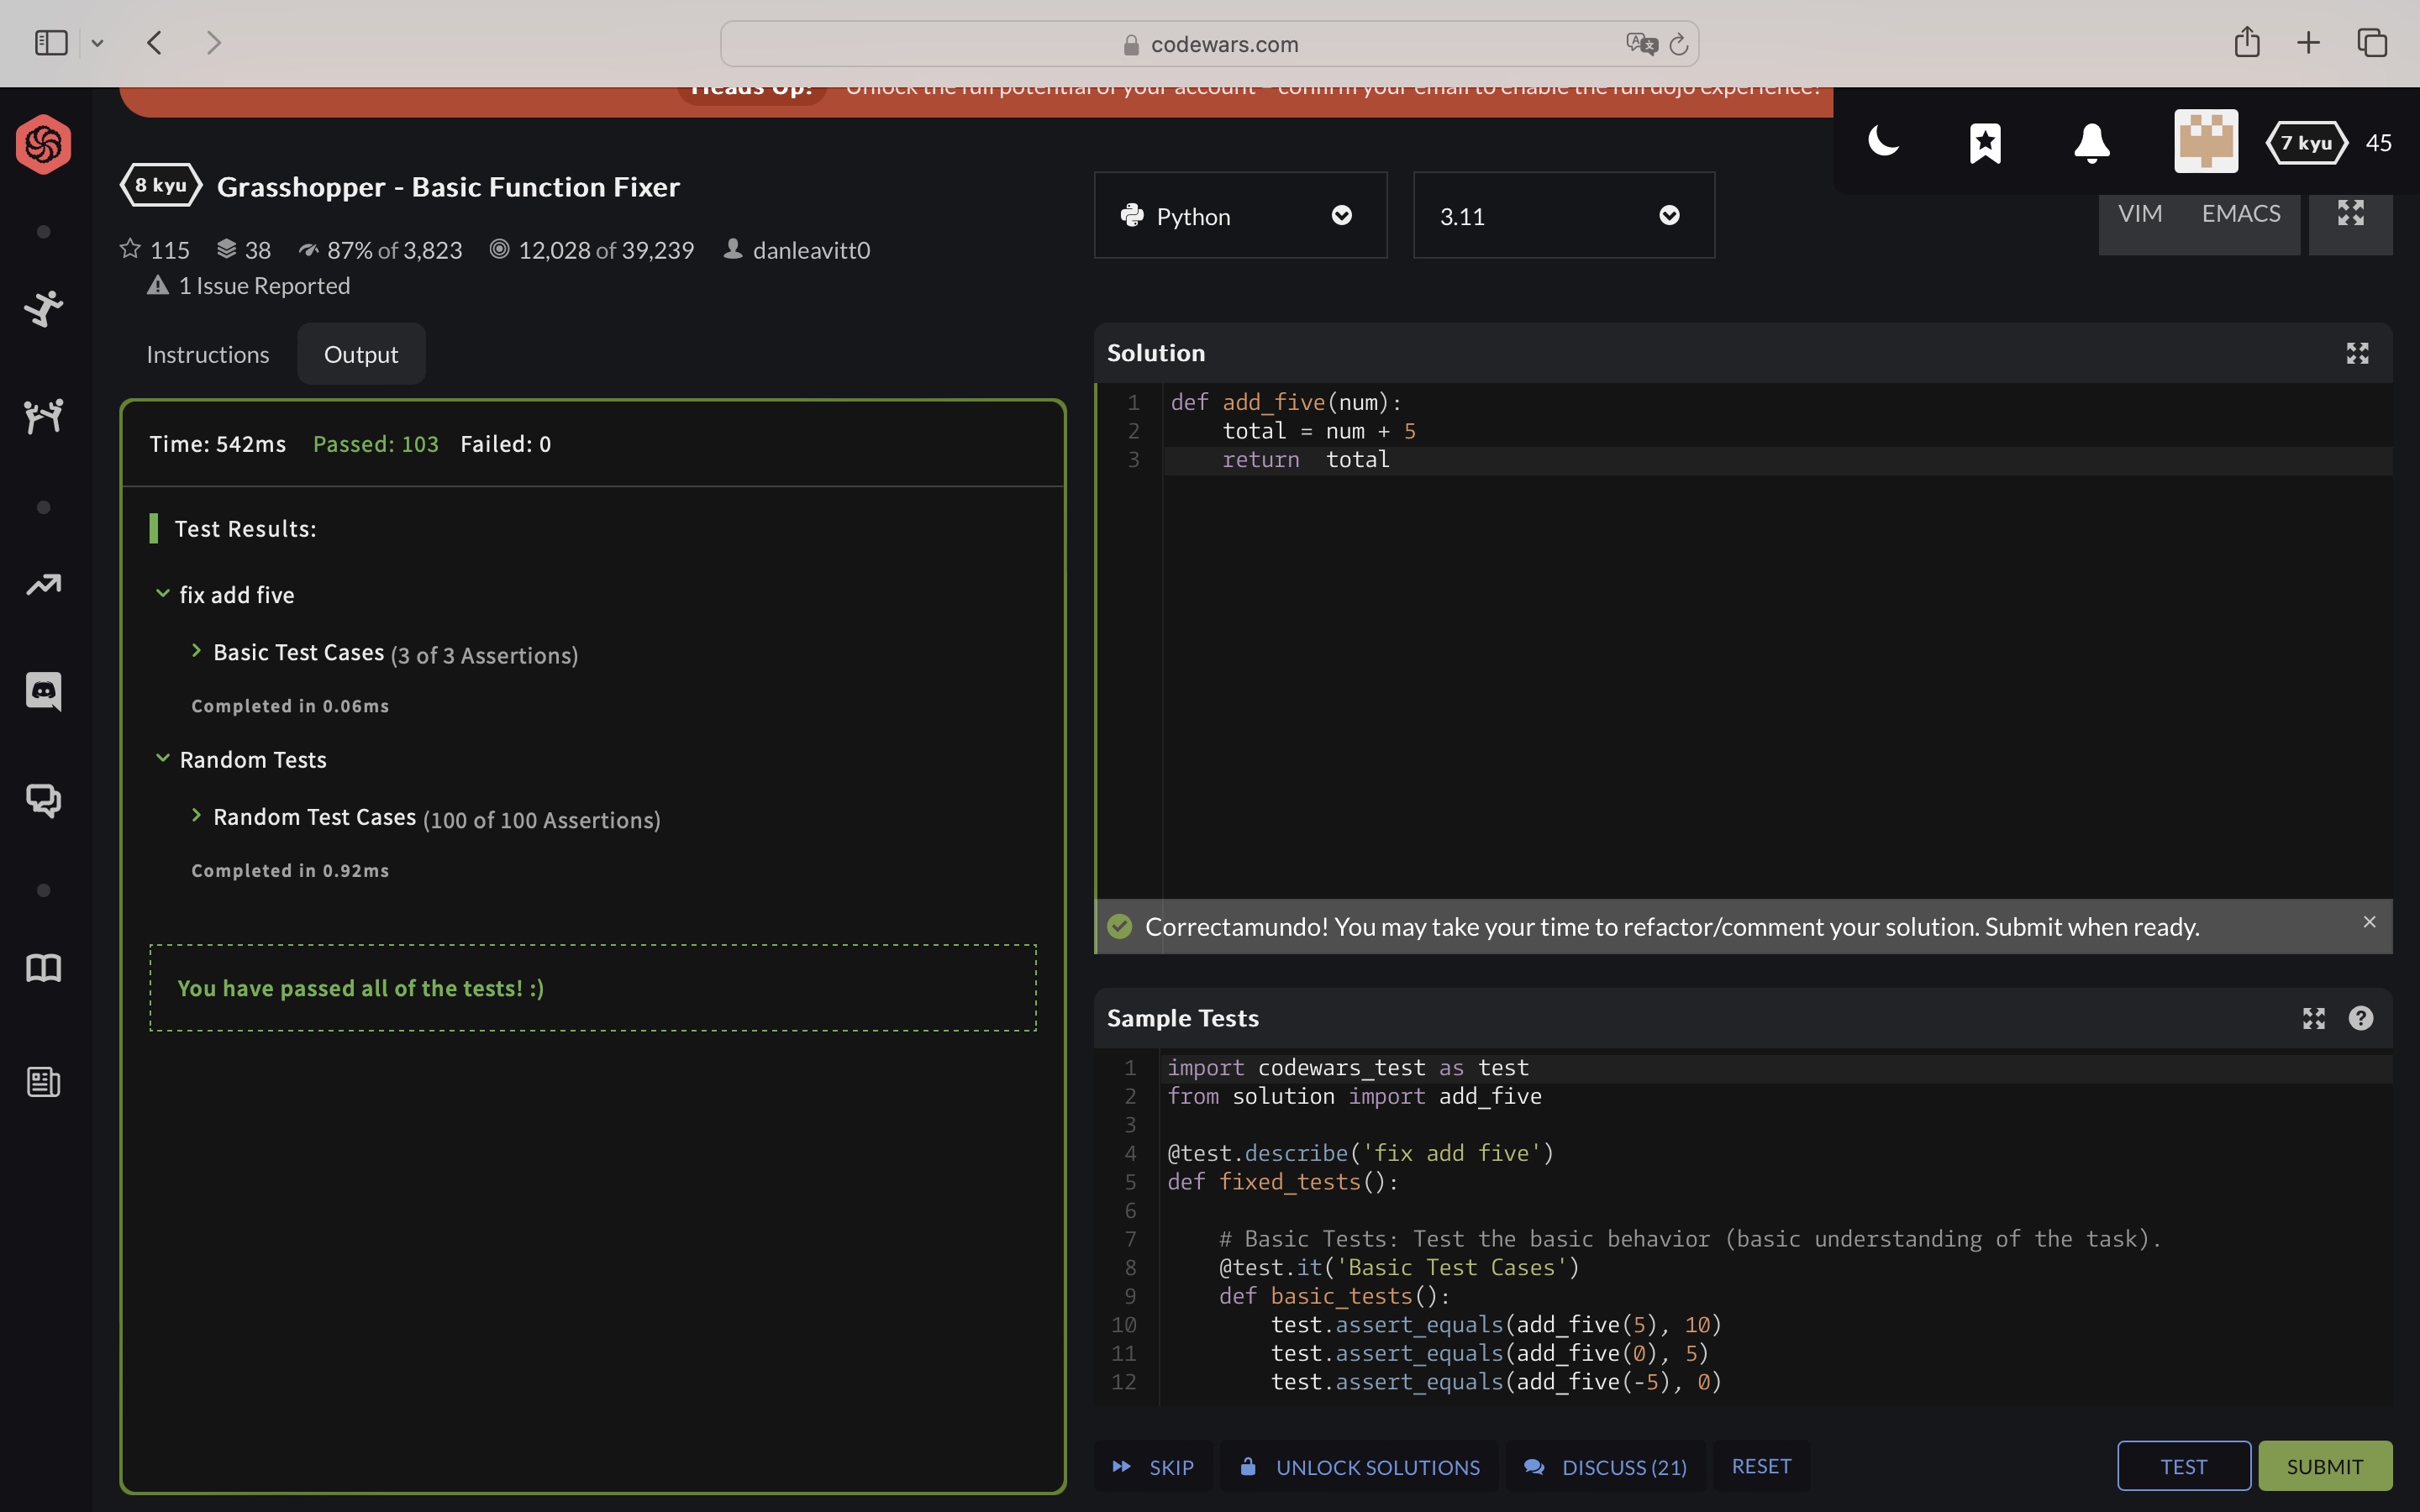 codewars.com
Heads Up! Unlock the full potential of your account – confirm your email to enable the full dojo experience!
7 kyu 45
8 kyu Grasshopper - Basic Function Fixer
115 38 87% of 3,823 12,028 of 39,239 danleavitt0
1 Issue Reported
Python 3.11 VIM EMACS
Instructions Output
Time: 542ms Passed: 103 Failed: 0
Test Results:
fix add five
Basic Test Cases (3 of 3 Assertions)
Completed in 0.06ms
Random Tests
Random Test Cases (100 of 100 Assertions)
Completed in 0.92ms
You have passed all of the tests! :)
Solution
1 def add_five(num):
2     total = num + 5
3     return  total
Correctamundo! You may take your time to refactor/comment your solution. Submit when ready.
Sample Tests
1 import codewars_test as test
2 from solution import add_five
3
4 @test.describe('fix add five')
5 def fixed_tests():
6
7     # Basic Tests: Test the basic behavior (basic understanding of the task).
8     @test.it('Basic Test Cases')
9     def basic_tests():
10         test.assert_equals(add_five(5), 10)
11         test.assert_equals(add_five(0), 5)
12         test.assert_equals(add_five(-5), 0)
SKIP UNLOCK SOLUTIONS DISCUSS (21) RESET TEST SUBMIT